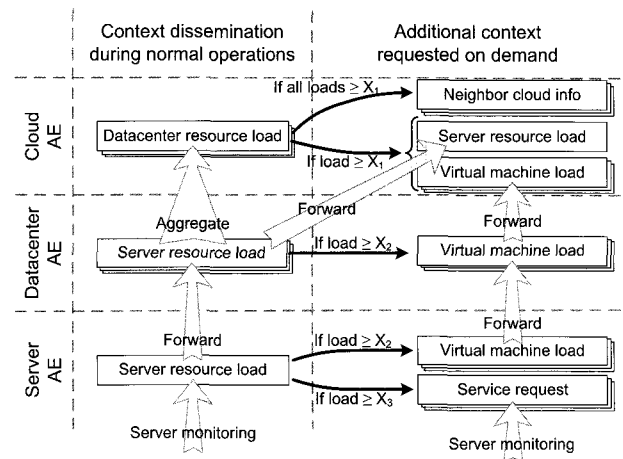 Context dissemination
during normal operations
Additional context
requested on demand
Cloud
AE
If all loads ≥ X1
Neighbor cloud info
Datacenter resource load
Server resource load
If load ≥ X1
Virtual machine load
Aggregate
Forward
Forward
Datacenter
AE
Server resource load
If load ≥ X2
Virtual machine load
Forward
Forward
Server
AE
If load ≥ X2
Virtual machine load
Server resource load
If load ≥ X3
Service request
Server monitoring
Server monitoring